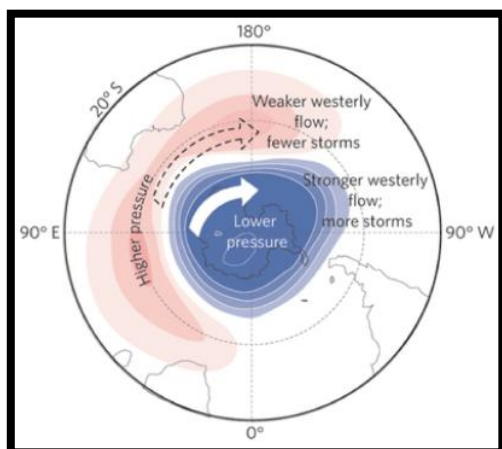 180°
20° S
Weaker westerly
flow;
fewer storms
Stronger westerly
flow;
more storms
Higher pressure
Lower
pressure
90° E
90° W
0°